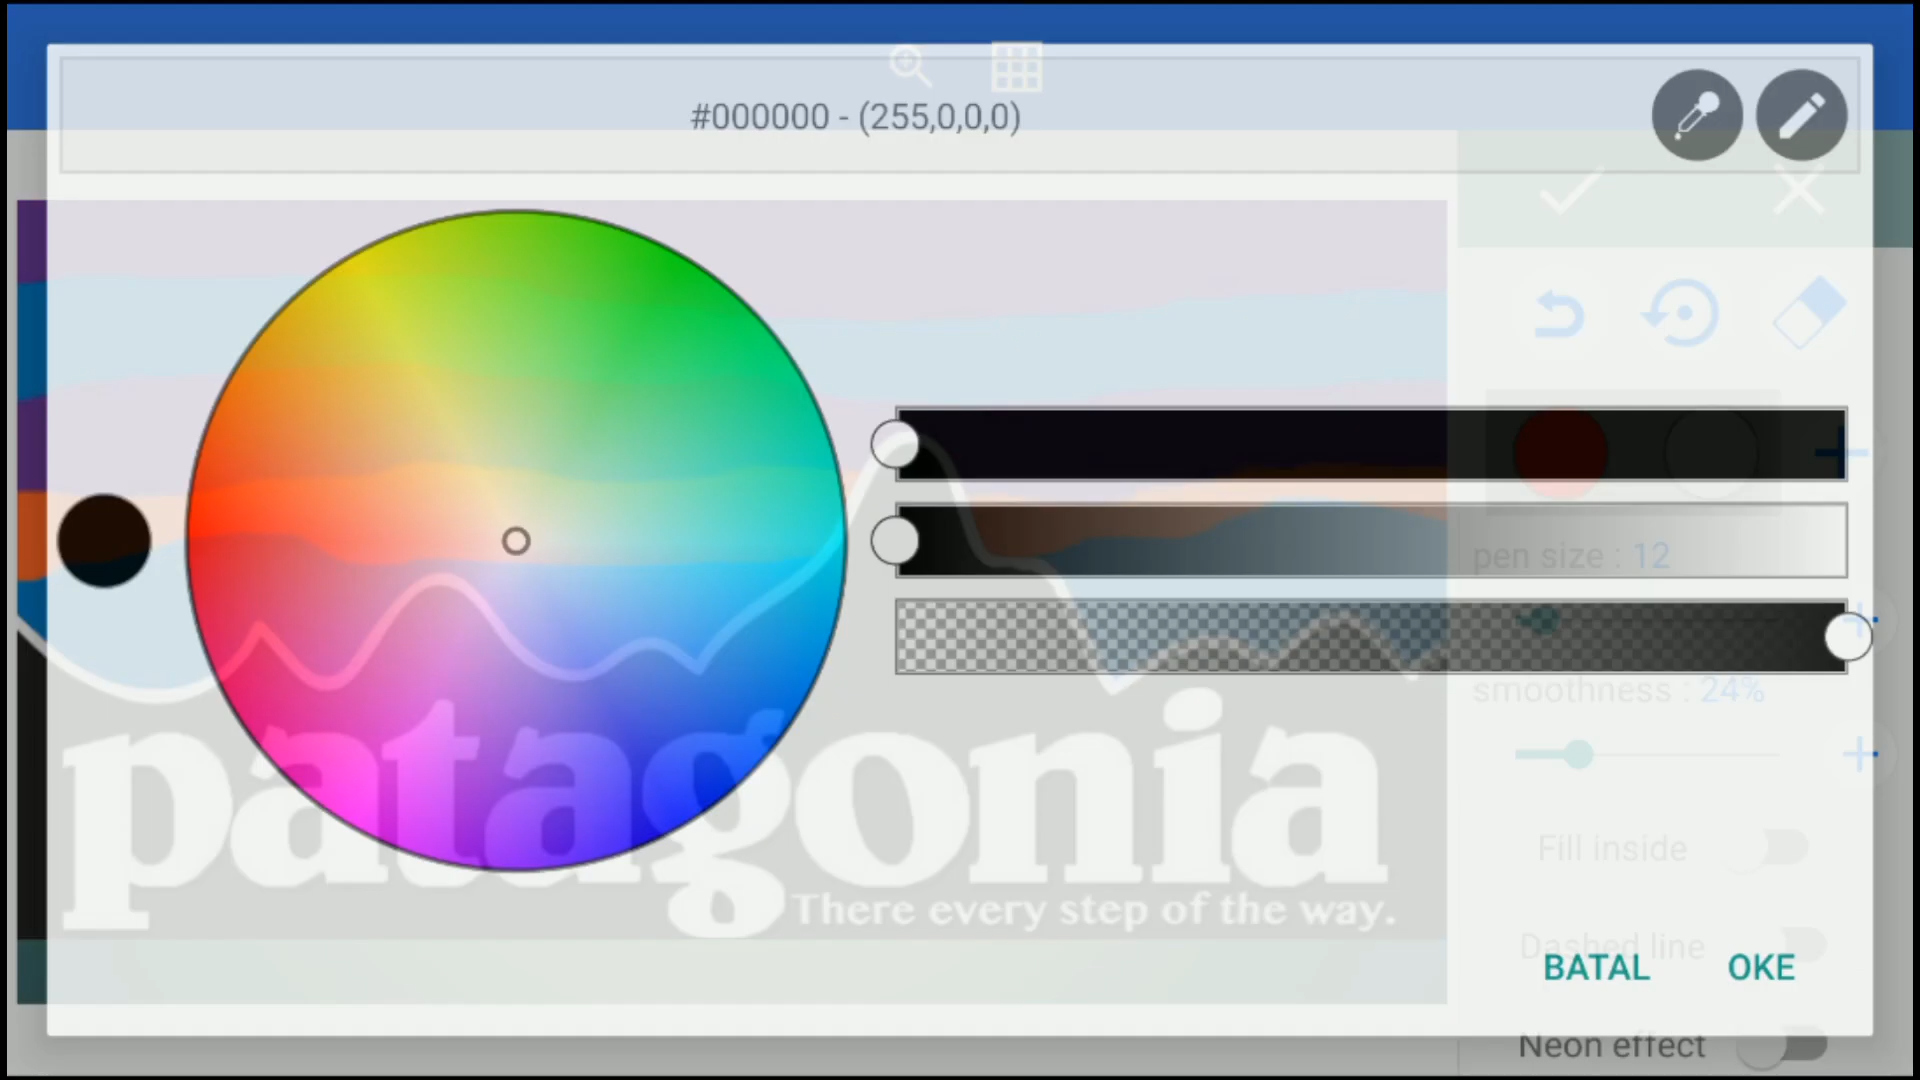 #000000 - (255,0,0,0)
pen size : 12
smoothness : 24%
patagonia
Fill inside
There every step of the way.
Dashed line
BATAL OKE
Neon effect